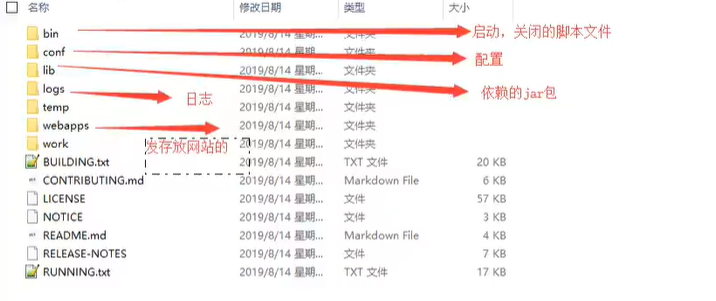 名称 修改日期 类型 大小
bin 2019/8/14 星期... 文件夹 启动，关闭的脚本文件
conf 2019/8/14 星期... 文件夹 配置
lib 2019/8/14 星期... 文件夹 依赖的jar包
logs 日志 2019/8/14 星期... 文件夹
temp 2019/8/14 星期... 文件夹
webapps 2019/8/14 星期... 文件夹
work 发存放网站的 2019/8/14 星期... 文件夹
BUILDING.txt 2019/8/14 星期... TXT 文件 20 KB
CONTRIBUTING.md 2019/8/14 星期... Markdown File 6 KB
LICENSE 2019/8/14 星期... 文件 57 KB
NOTICE 2019/8/14 星期... 文件 3 KB
README.md 2019/8/14 星期... Markdown File 4 KB
RELEASE-NOTES 2019/8/14 星期... 文件 7 KB
RUNNING.txt 2019/8/14 星期... TXT 文件 17 KB